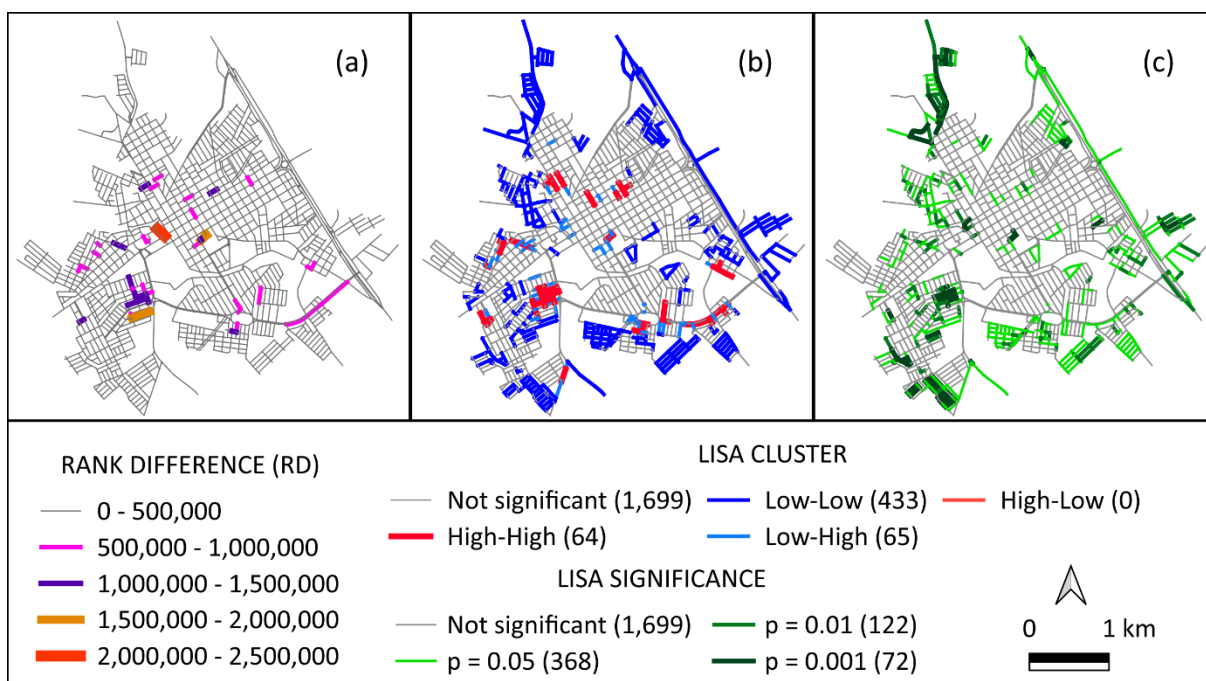 (a)
(b)
(c)
RANK DIFFERENCE (RD)
0 - 500,000
500,000 - 1,000,000
1,000,000 - 1,500,000
1,500,000 - 2,000,000
2,000,000 - 2,500,000
LISA CLUSTER
Not significant (1,699)
Low-Low (433)
High-Low (0)
High-High (64)
Low-High (65)
LISA SIGNIFICANCE
Not significant (1,699)
p = 0.01 (122)
p = 0.05 (368)
p = 0.001 (72)
0 1 km